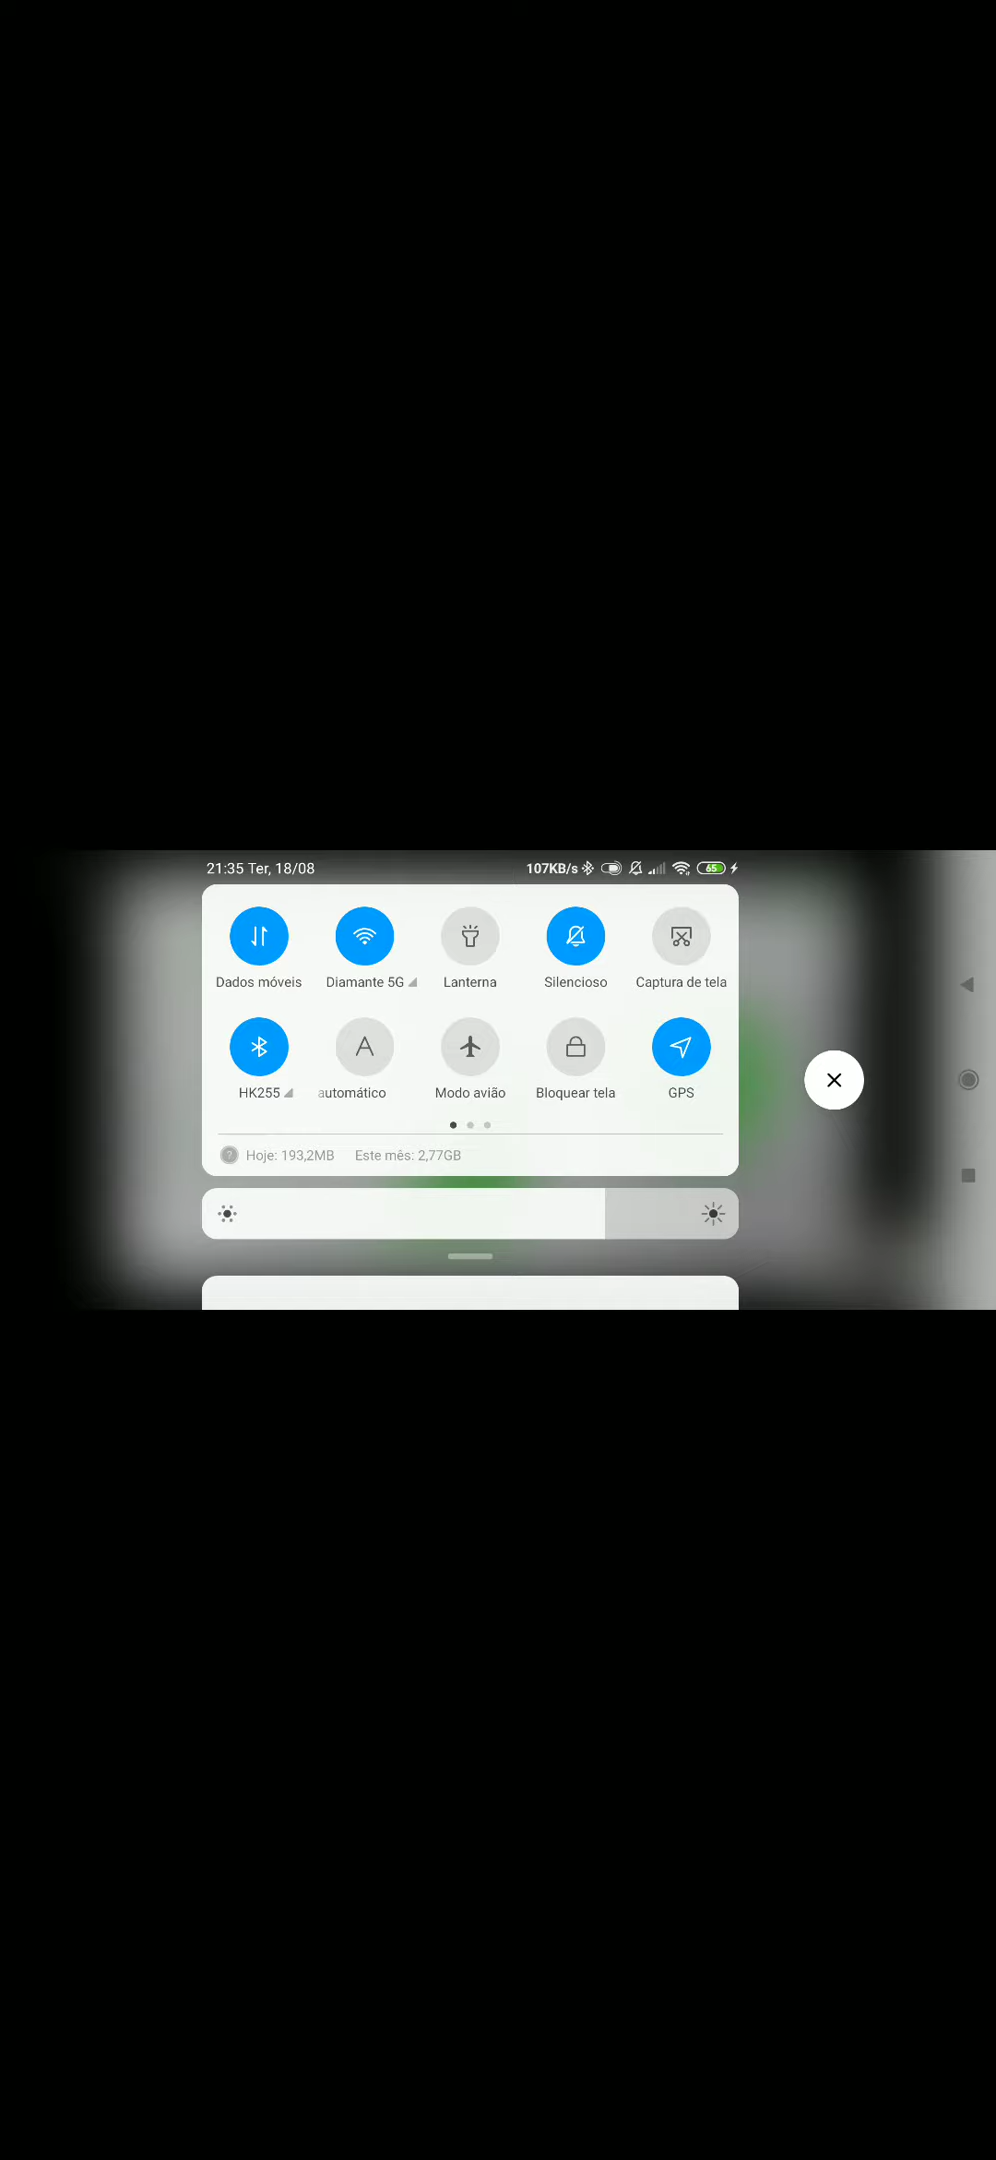 21:35 Ter, 18/08 107KB/s 65
Dados móveis Diamante 5G Lanterna Silencioso Captura de tela
HK255 automático Modo avião Bloquear tela GPS
? Hoje: 193,2MB Este mês: 2,77GB